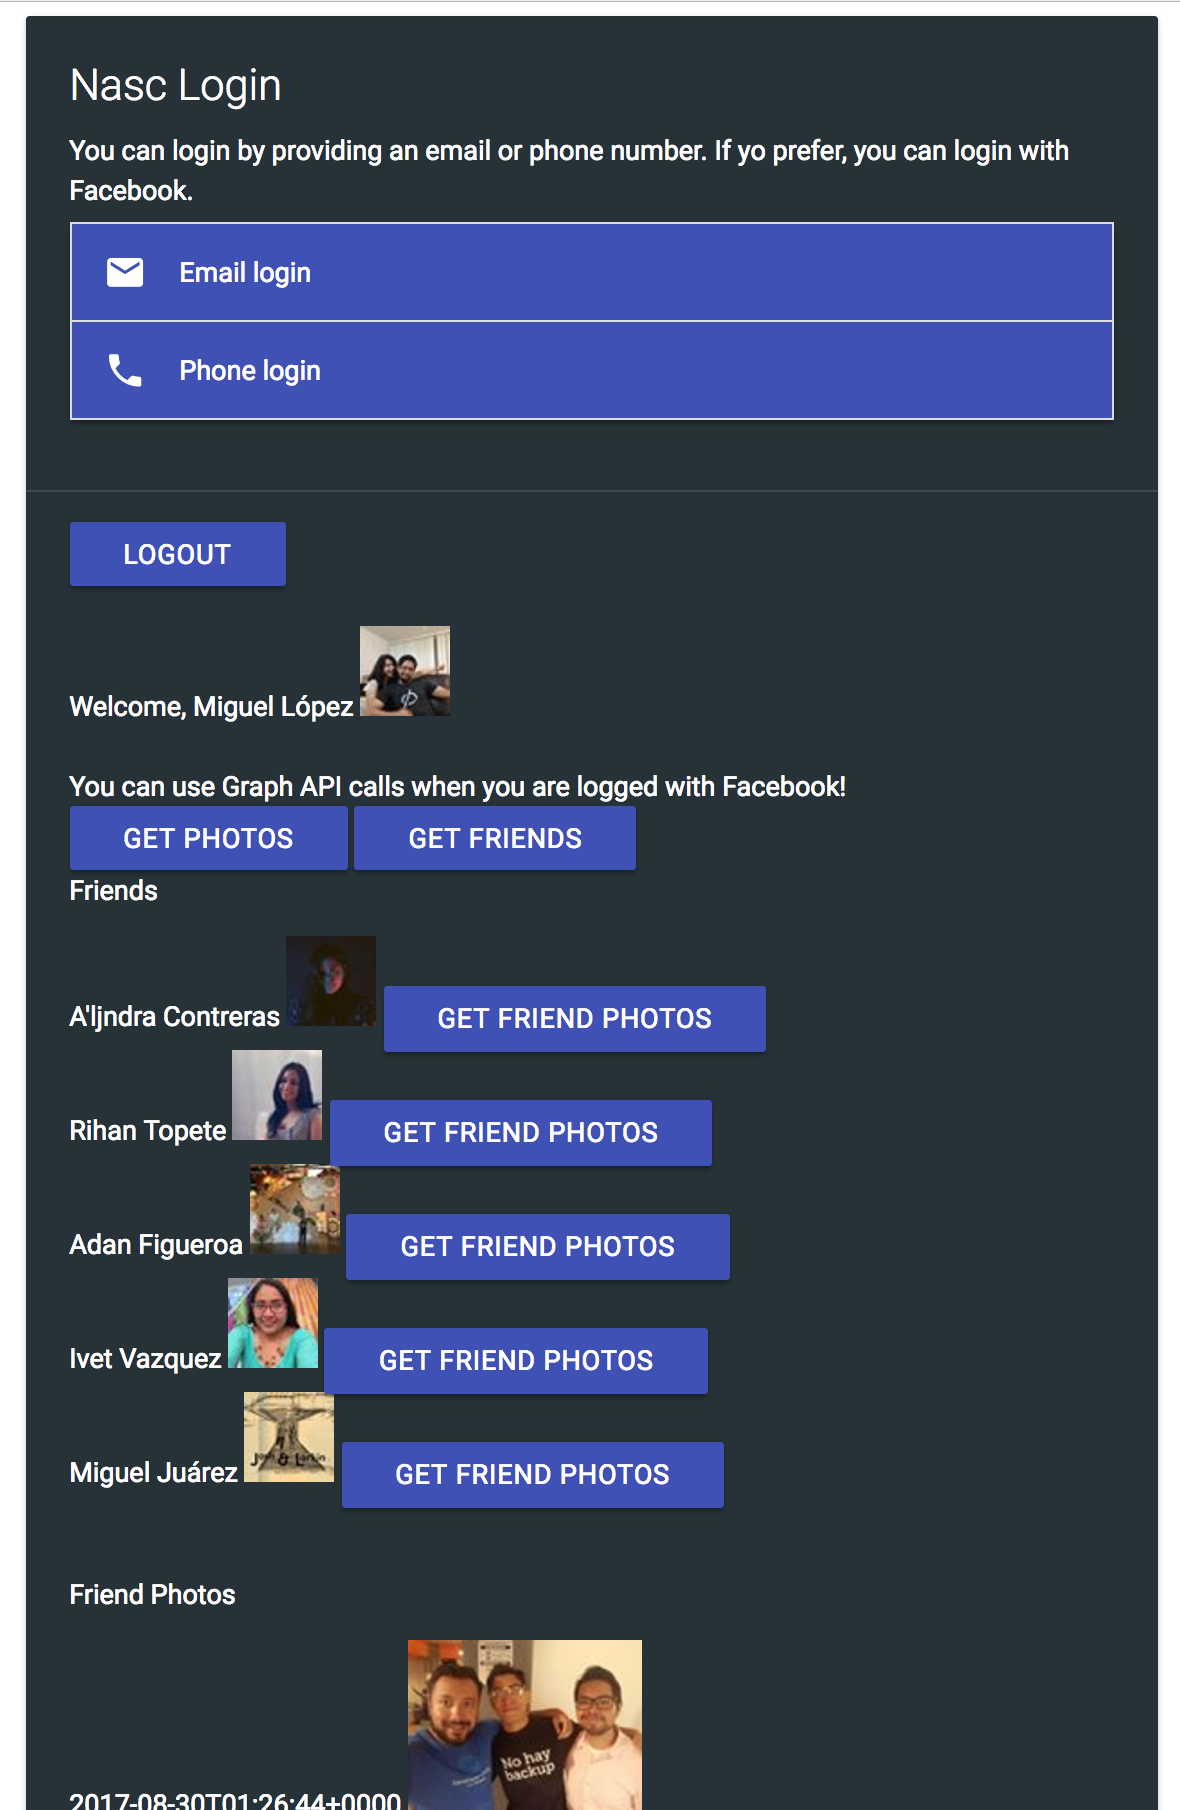 Nasc Login
You can login by providing an email or phone number. If yo prefer, you can login with
Facebook.
Email login
Phone login
LOGOUT
Welcome, Miguel López
You can use Graph API calls when you are logged with Facebook!
GET PHOTOS GET FRIENDS
Friends
A'ljndra Contreras GET FRIEND PHOTOS
Rihan Topete GET FRIEND PHOTOS
Adan Figueroa GET FRIEND PHOTOS
Ivet Vazquez GET FRIEND PHOTOS
Josh & Larkin
Miguel Juárez GET FRIEND PHOTOS
Friend Photos
No hay
backup
2017-08-30T01:26:44+0000